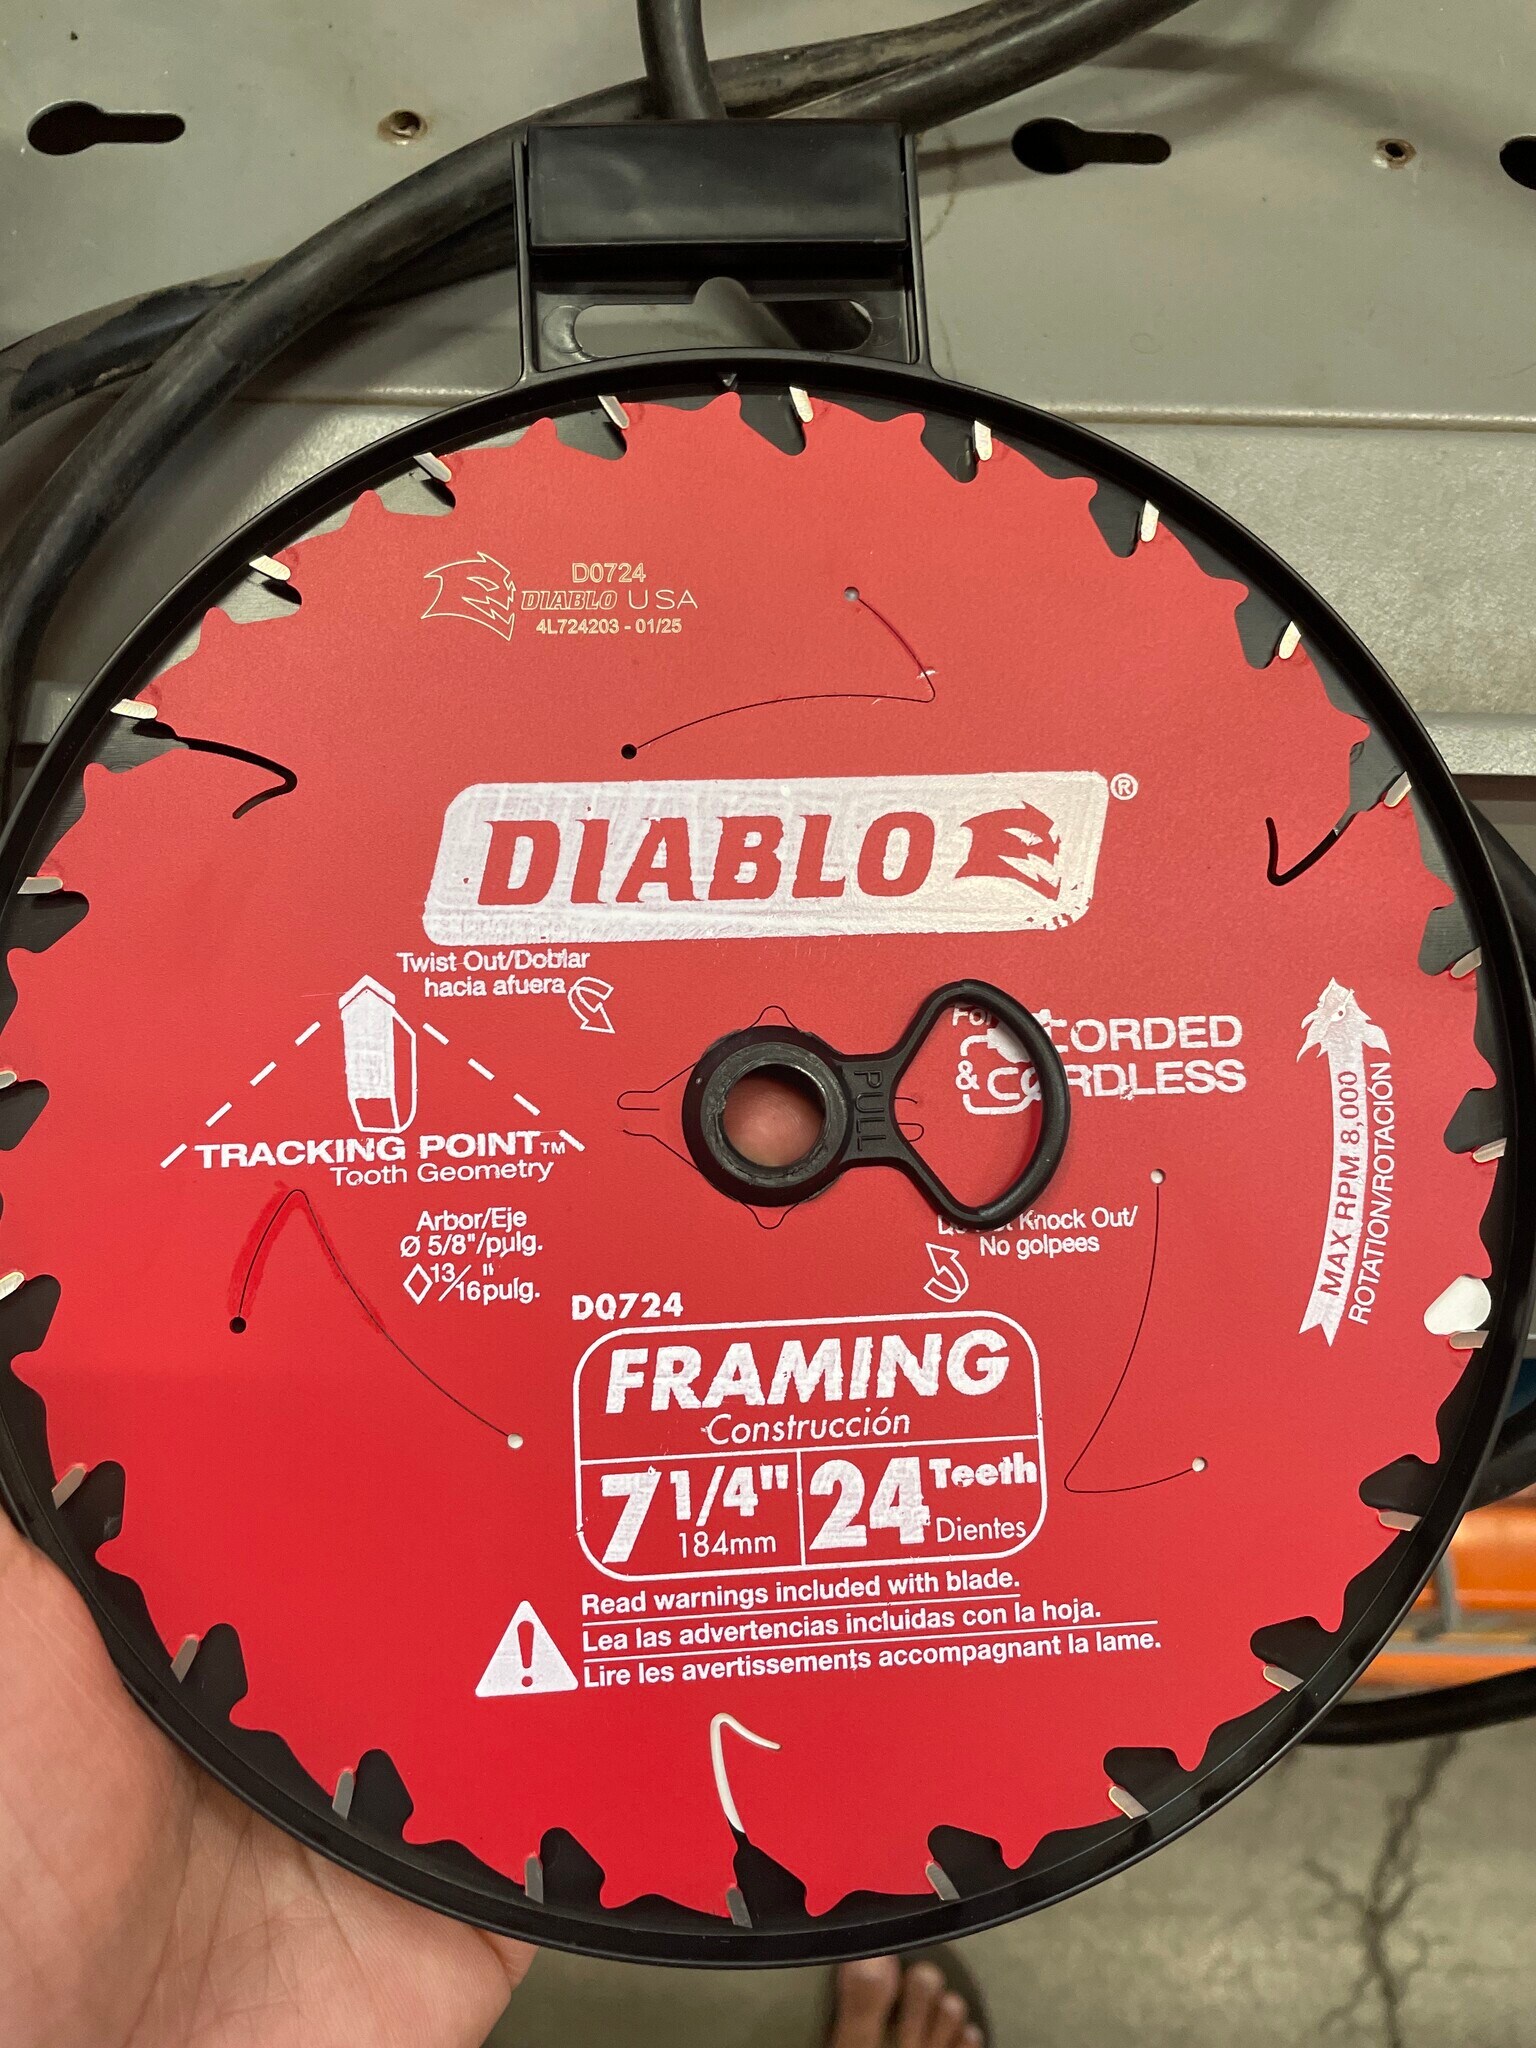 D0724
DIABLO USA
4L724203 - 01/25
DIABLO ®
Twist Out/Doblar
hacia afuera
CORDED
& CORDLESS
TRACKING POINT™
Tooth Geometry
PULL
MAX RPM 8,000
ROTATION/ROTACIÓN
Arbor/Eje
Ø 5/8"/pulg.
◇13/16"pulg.
Knock Out/
No golpees
D0724
FRAMING
Construcción
7 1/4"
184mm
24 Teeth
Dientes
Read warnings included with blade.
Lea las advertencias incluidas con la hoja.
Lire les avertissements accompagnant la lame.